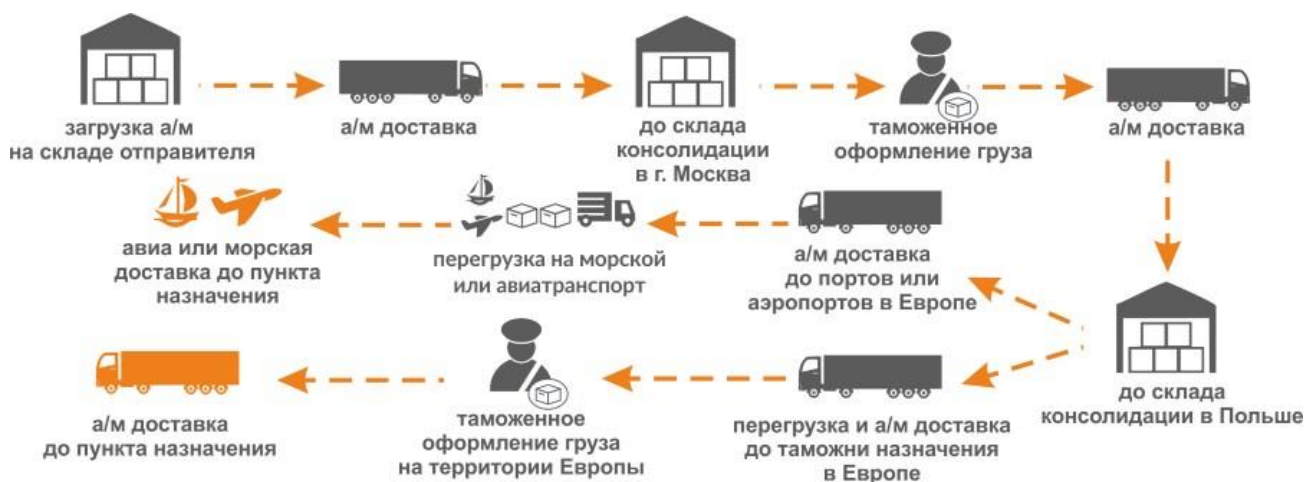 загрузка а/м
на складе отправителя
а/м доставка
до склада
консолидации
в г. Москва
таможенное
оформление груза
а/м доставка
авиа или морская
доставка до пункта
назначения
перегрузка на морской
или авиатранспорт
а/м доставка
до портов или
аэропортов в Европе
до склада
консолидации в Польше
а/м доставка
до пункта назначения
таможенное
оформление груза
на территории Европы
перегрузка и а/м доставка
до таможни назначения
в Европе